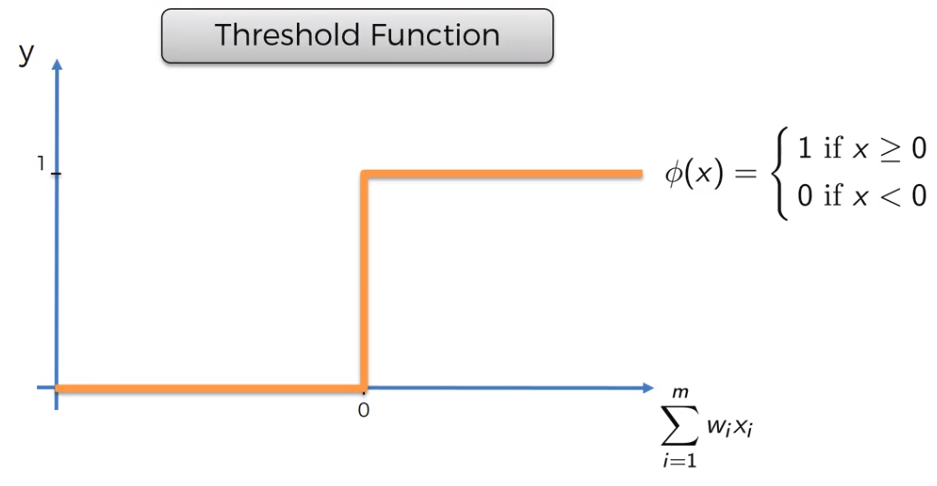 Threshold Function
y
1
ϕ(x) = { 1 if x ≥ 0
0 if x < 0
0
m
∑ wᵢxᵢ
i=1